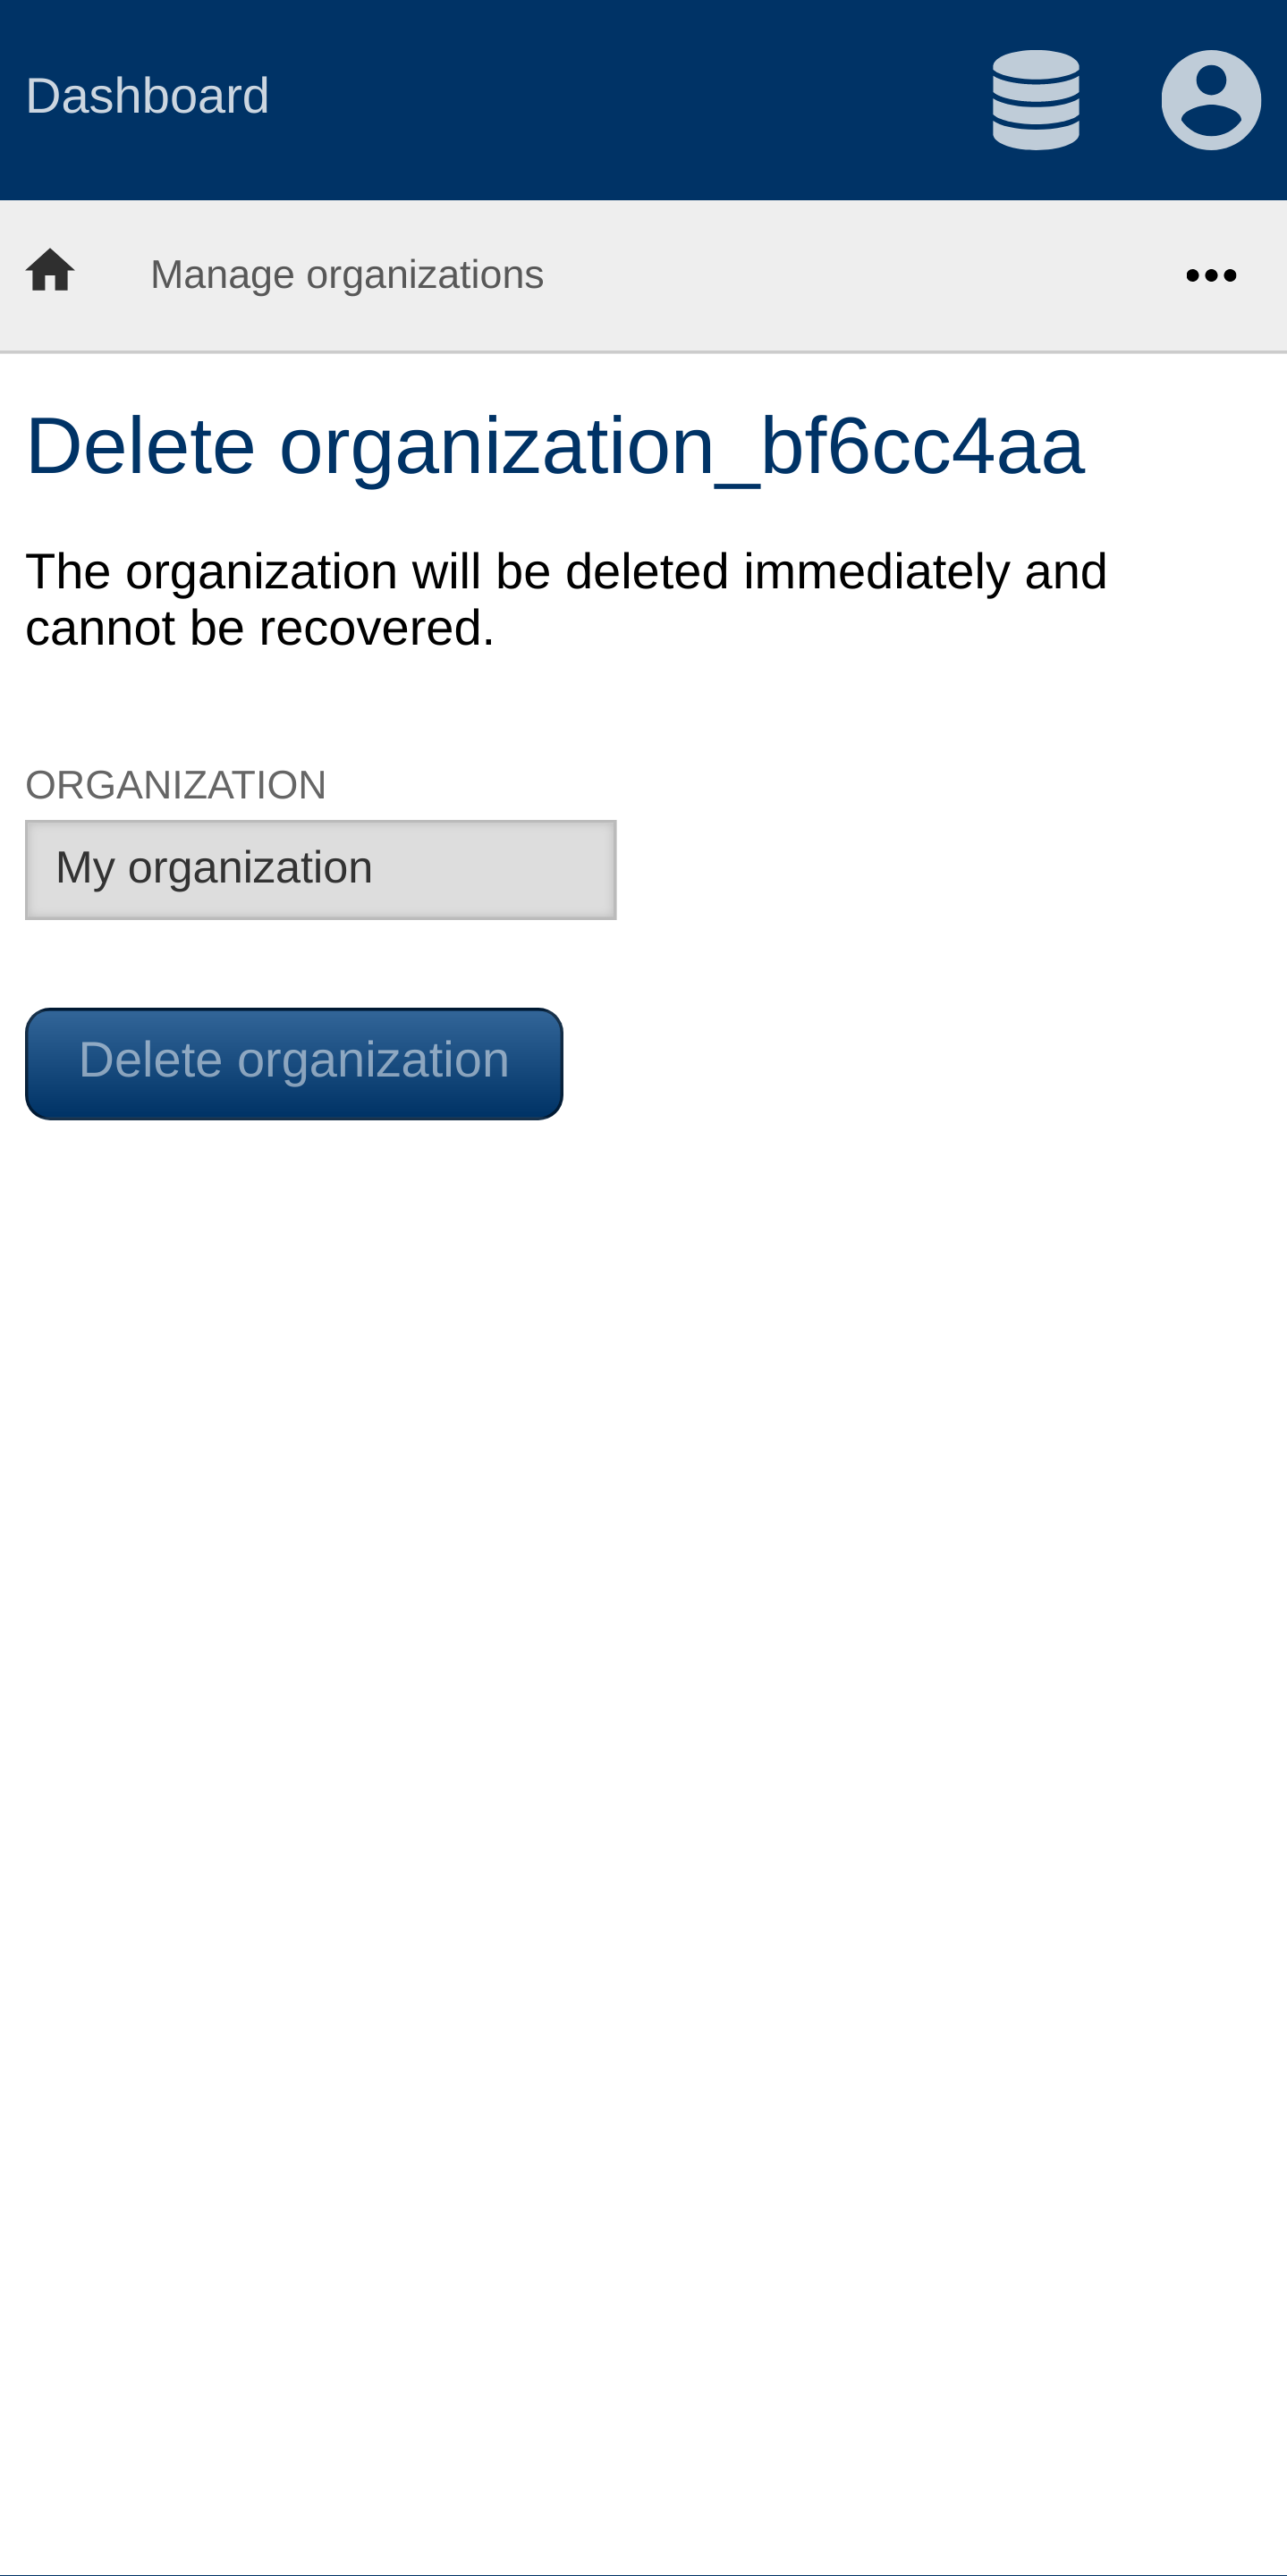 Dashboard
Manage organizations
Delete organization_bf6cc4aa
The organization will be deleted immediately and
cannot be recovered.
ORGANIZATION
My organization
Delete organization